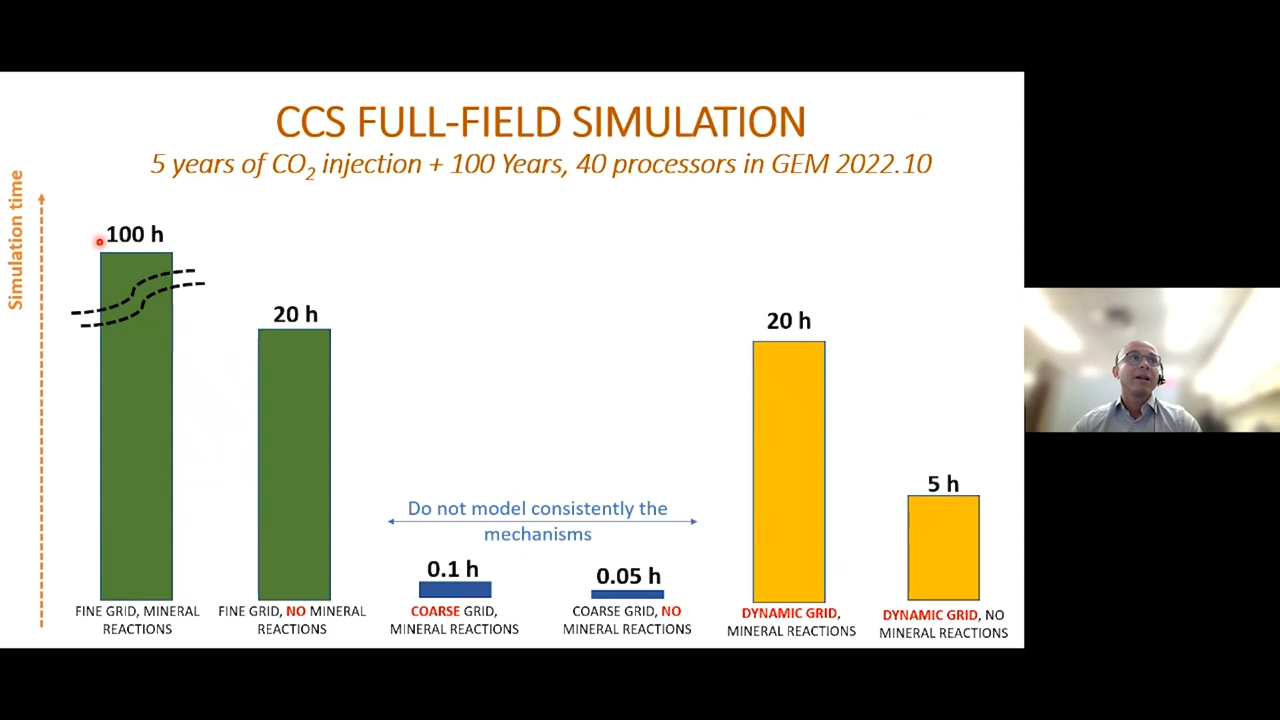 CCS FULL-FIELD SIMULATION
5 years of CO₂ injection + 100 Years, 40 processors in GEM 2022.10
Simulation time
100 h
20 h
0.1 h
0.05 h
20 h
5 h
Do not model consistently the
mechanisms
FINE GRID, MINERAL
REACTIONS
FINE GRID, NO MINERAL
REACTIONS
COARSE GRID,
MINERAL REACTIONS
COARSE GRID, NO
MINERAL REACTIONS
DYNAMIC GRID,
MINERAL REACTIONS
DYNAMIC GRID, NO
MINERAL REACTIONS